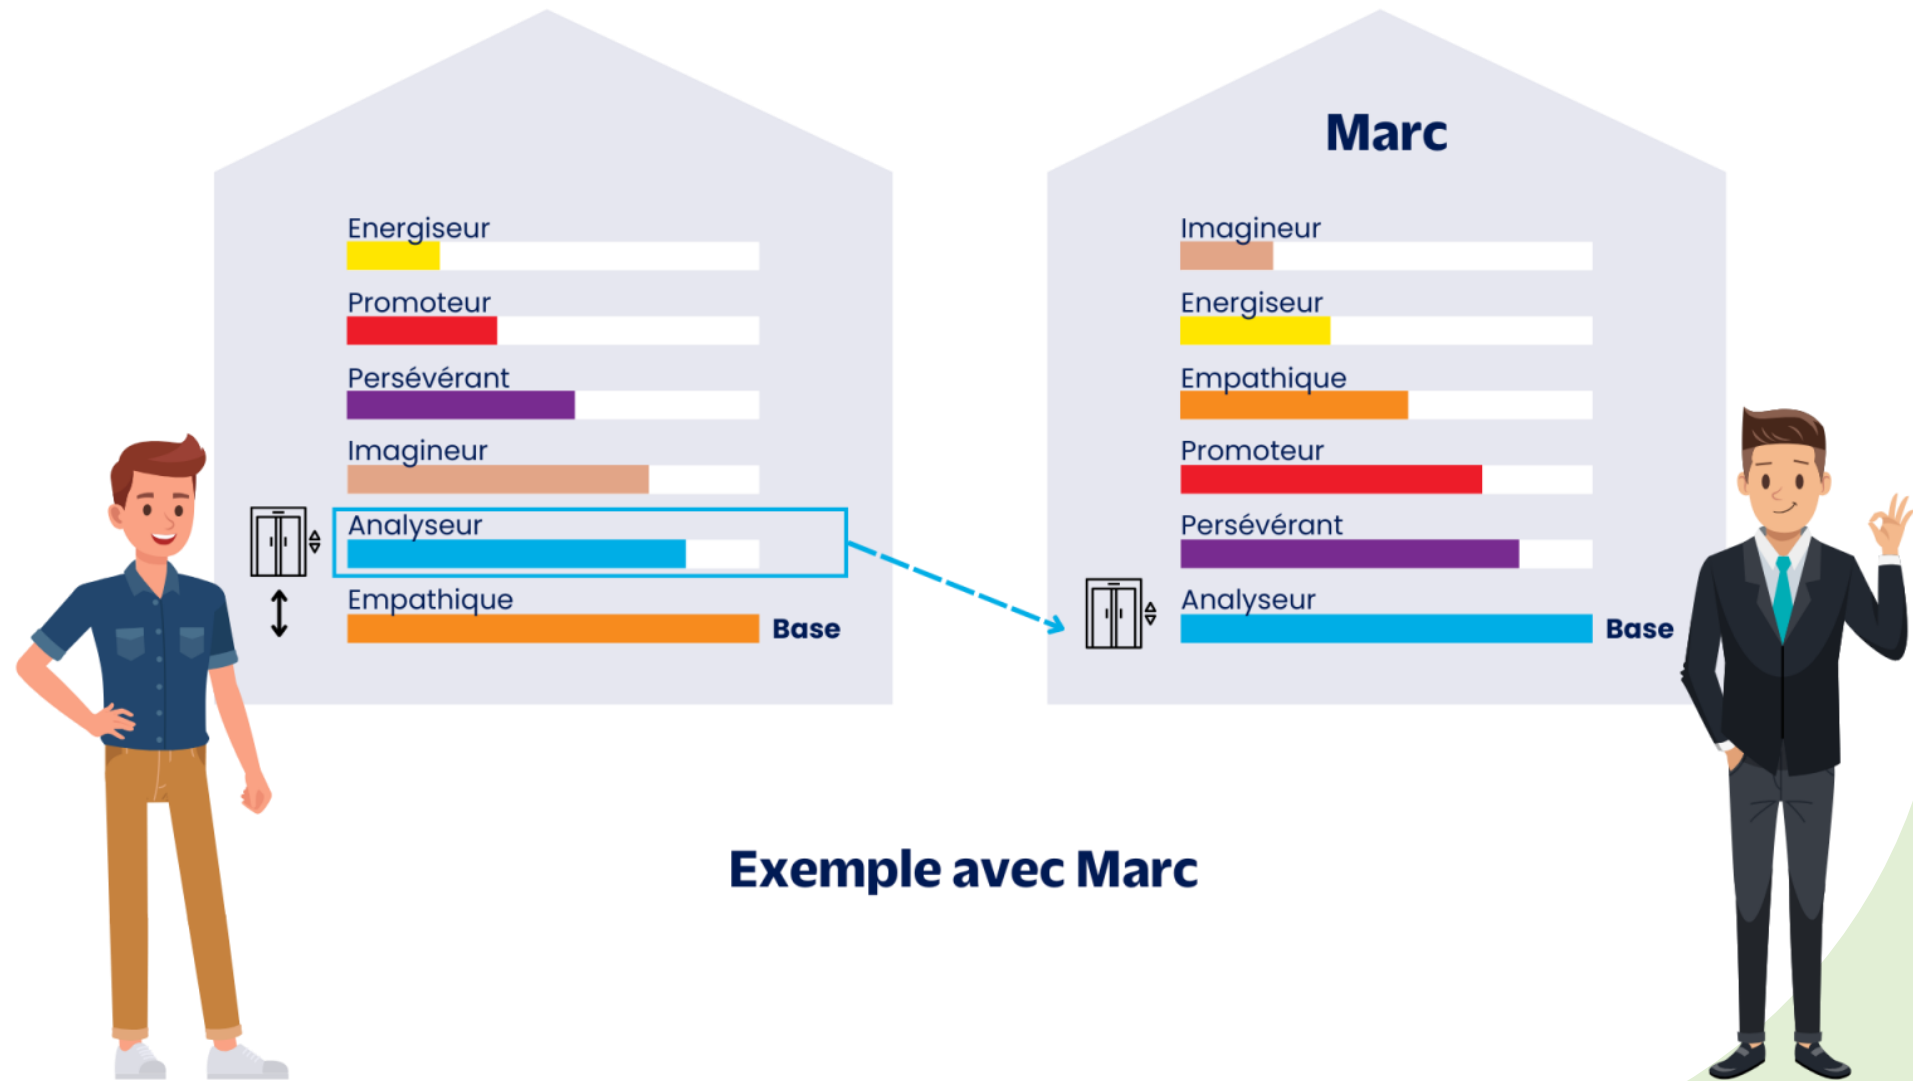 Energiseur
Promoteur
Persévérant
Imagineur
Analyseur
Empathique
Base
Marc
Imagineur
Energiseur
Empathique
Promoteur
Persévérant
Analyseur
Base
Exemple avec Marc